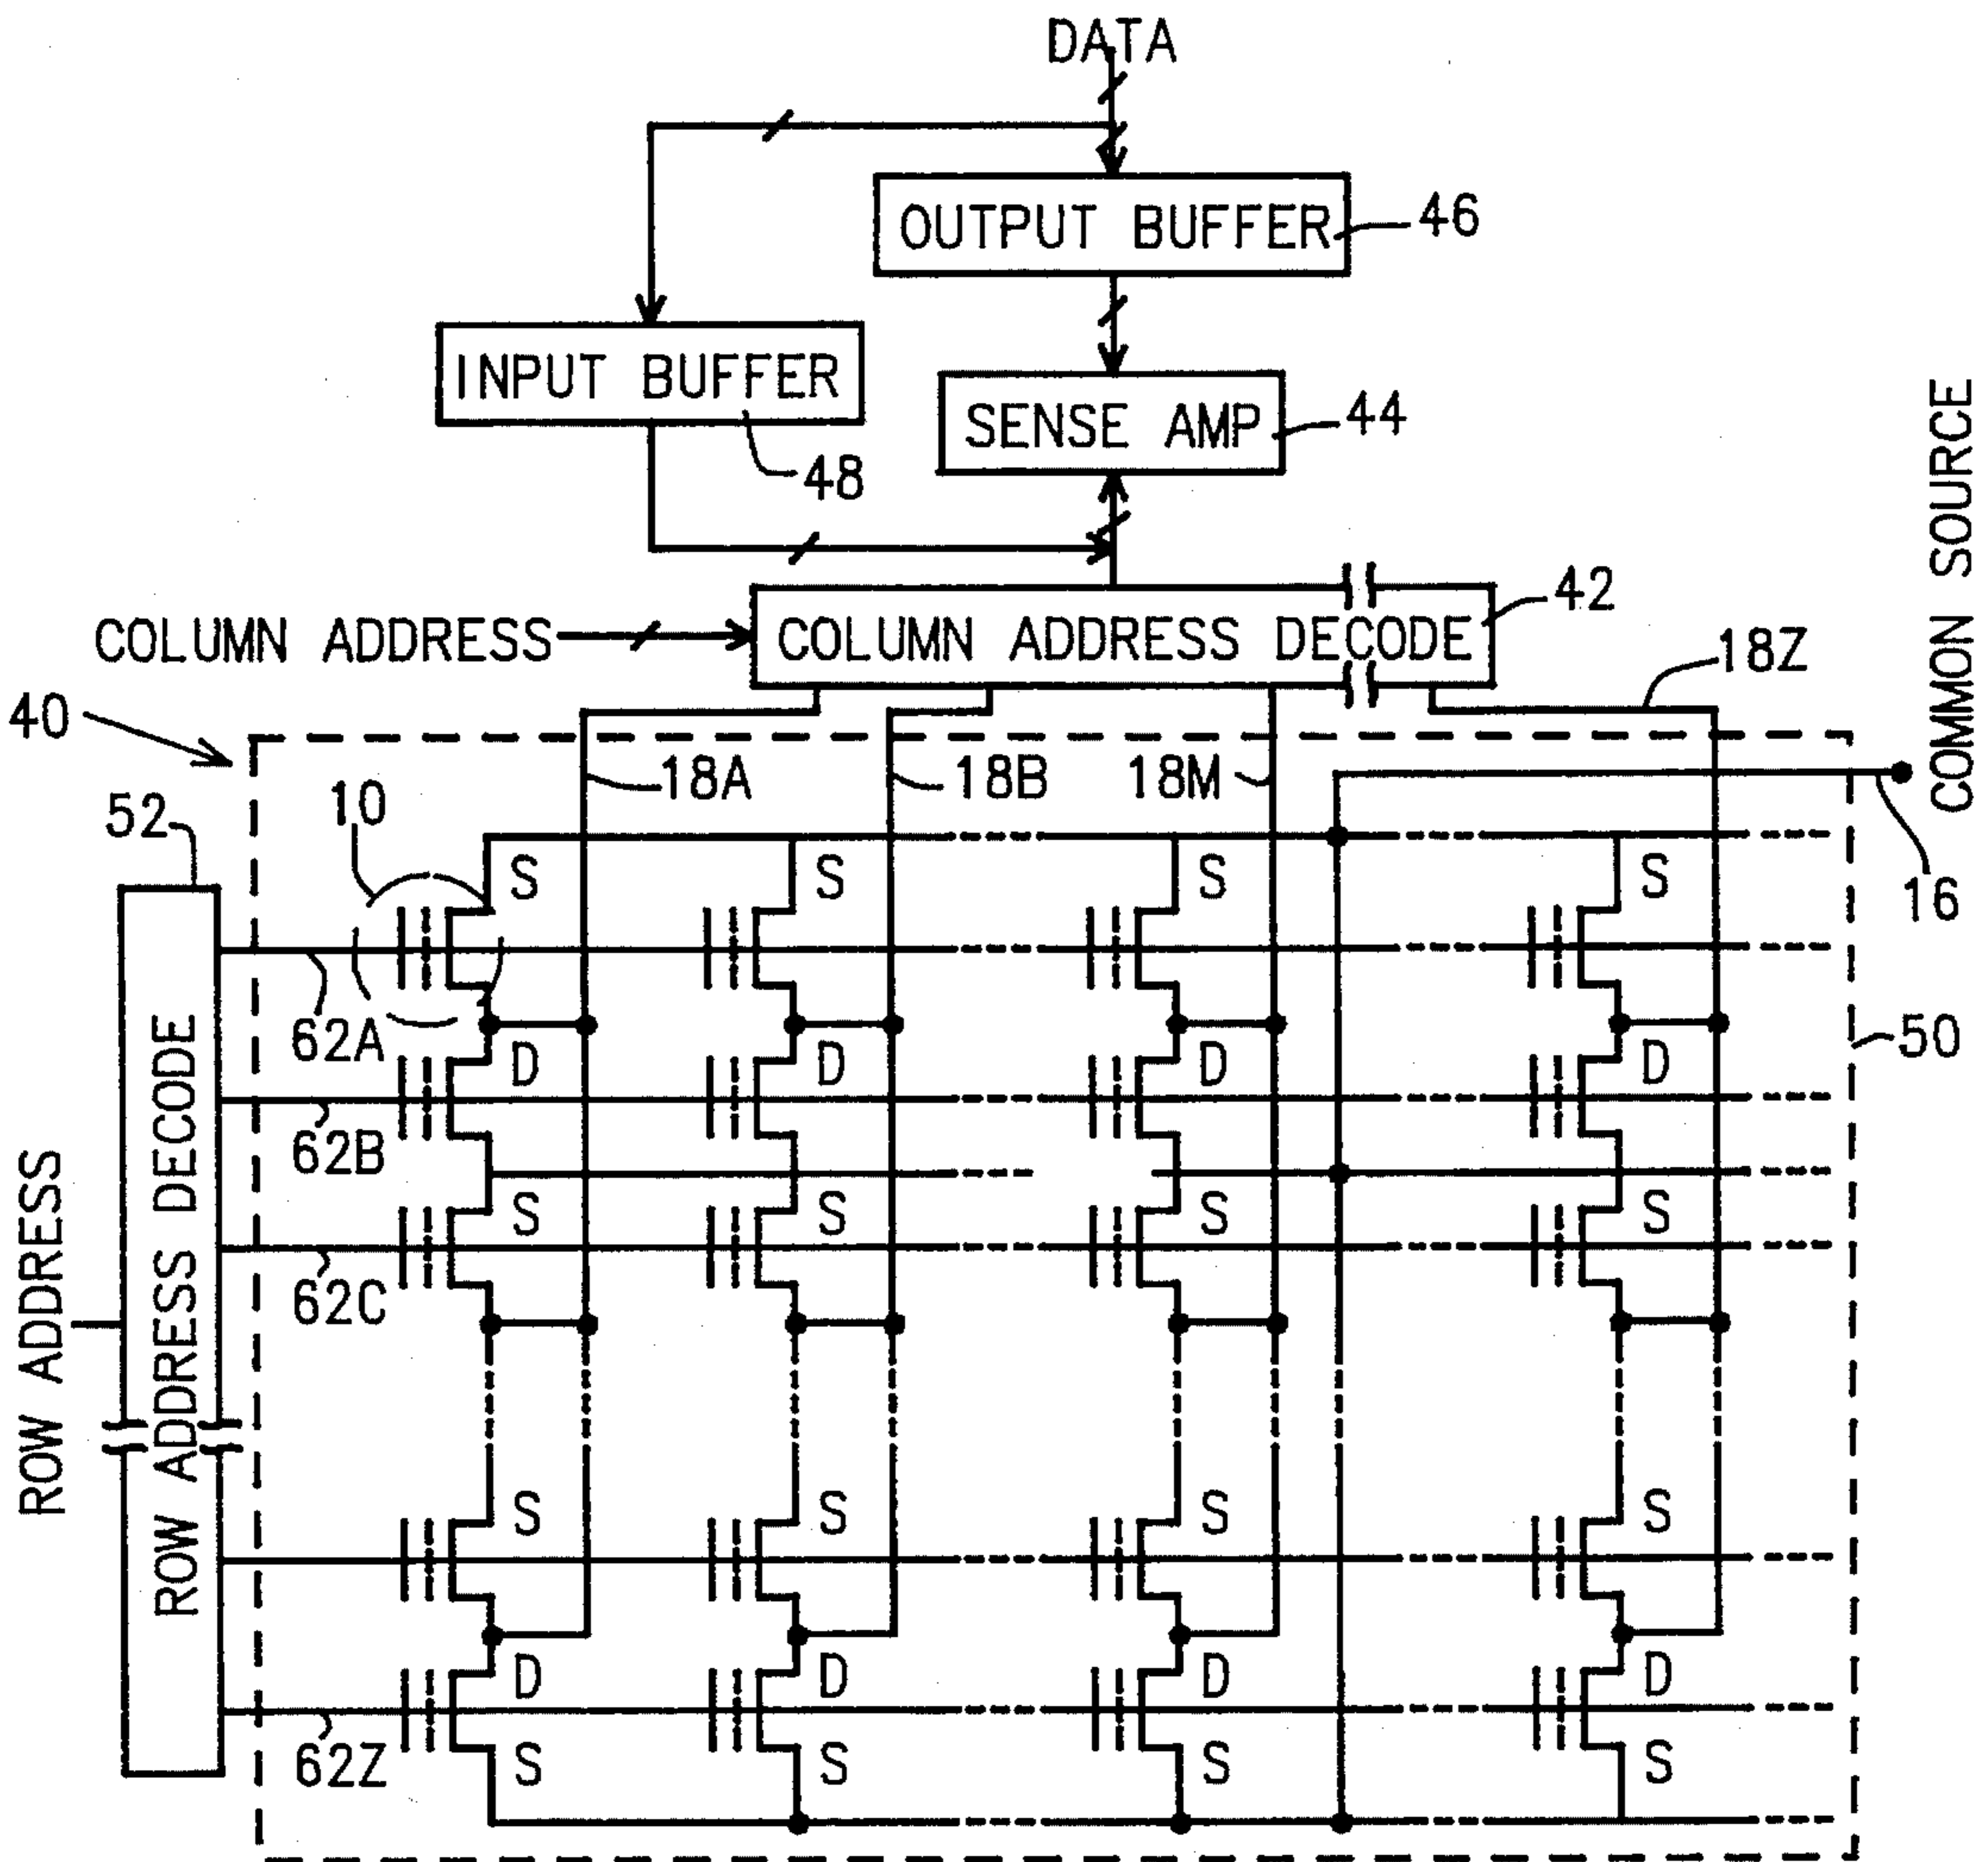 DATA
OUTPUT BUFFER
46
INPUT BUFFER
48
SENSE AMP
44
COMMON SOURCE
COLUMN ADDRESS
COLUMN ADDRESS DECODE
42
18Z
40
18A
18B
18M
10
52
16
S S S S
62A
50
D D D D
62B
S S S S
62C
ROW ADDRESS
ROW ADDRESS DECODE
S S S S
D D D D
62Z
S S S S